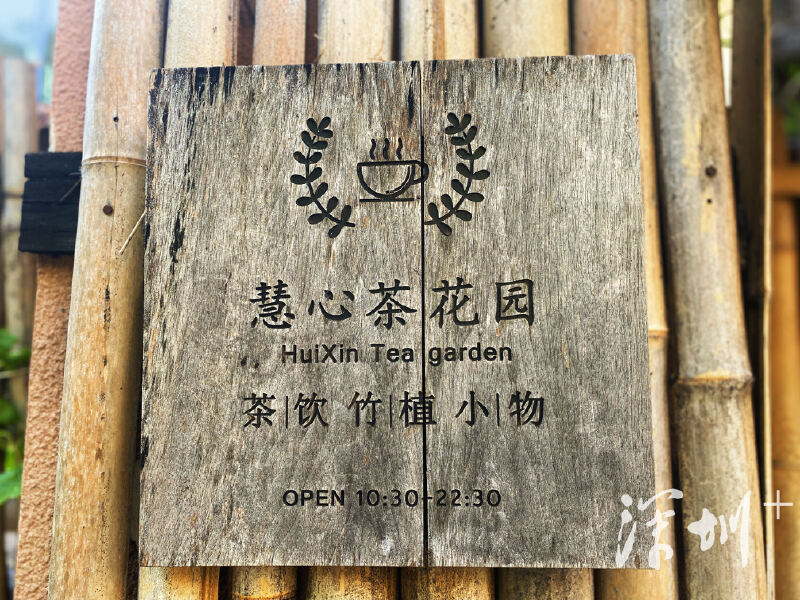 慧心茶花园
HuiXin Tea garden
茶|饮 竹|植 小|物
OPEN 10:30-22:30
深圳+